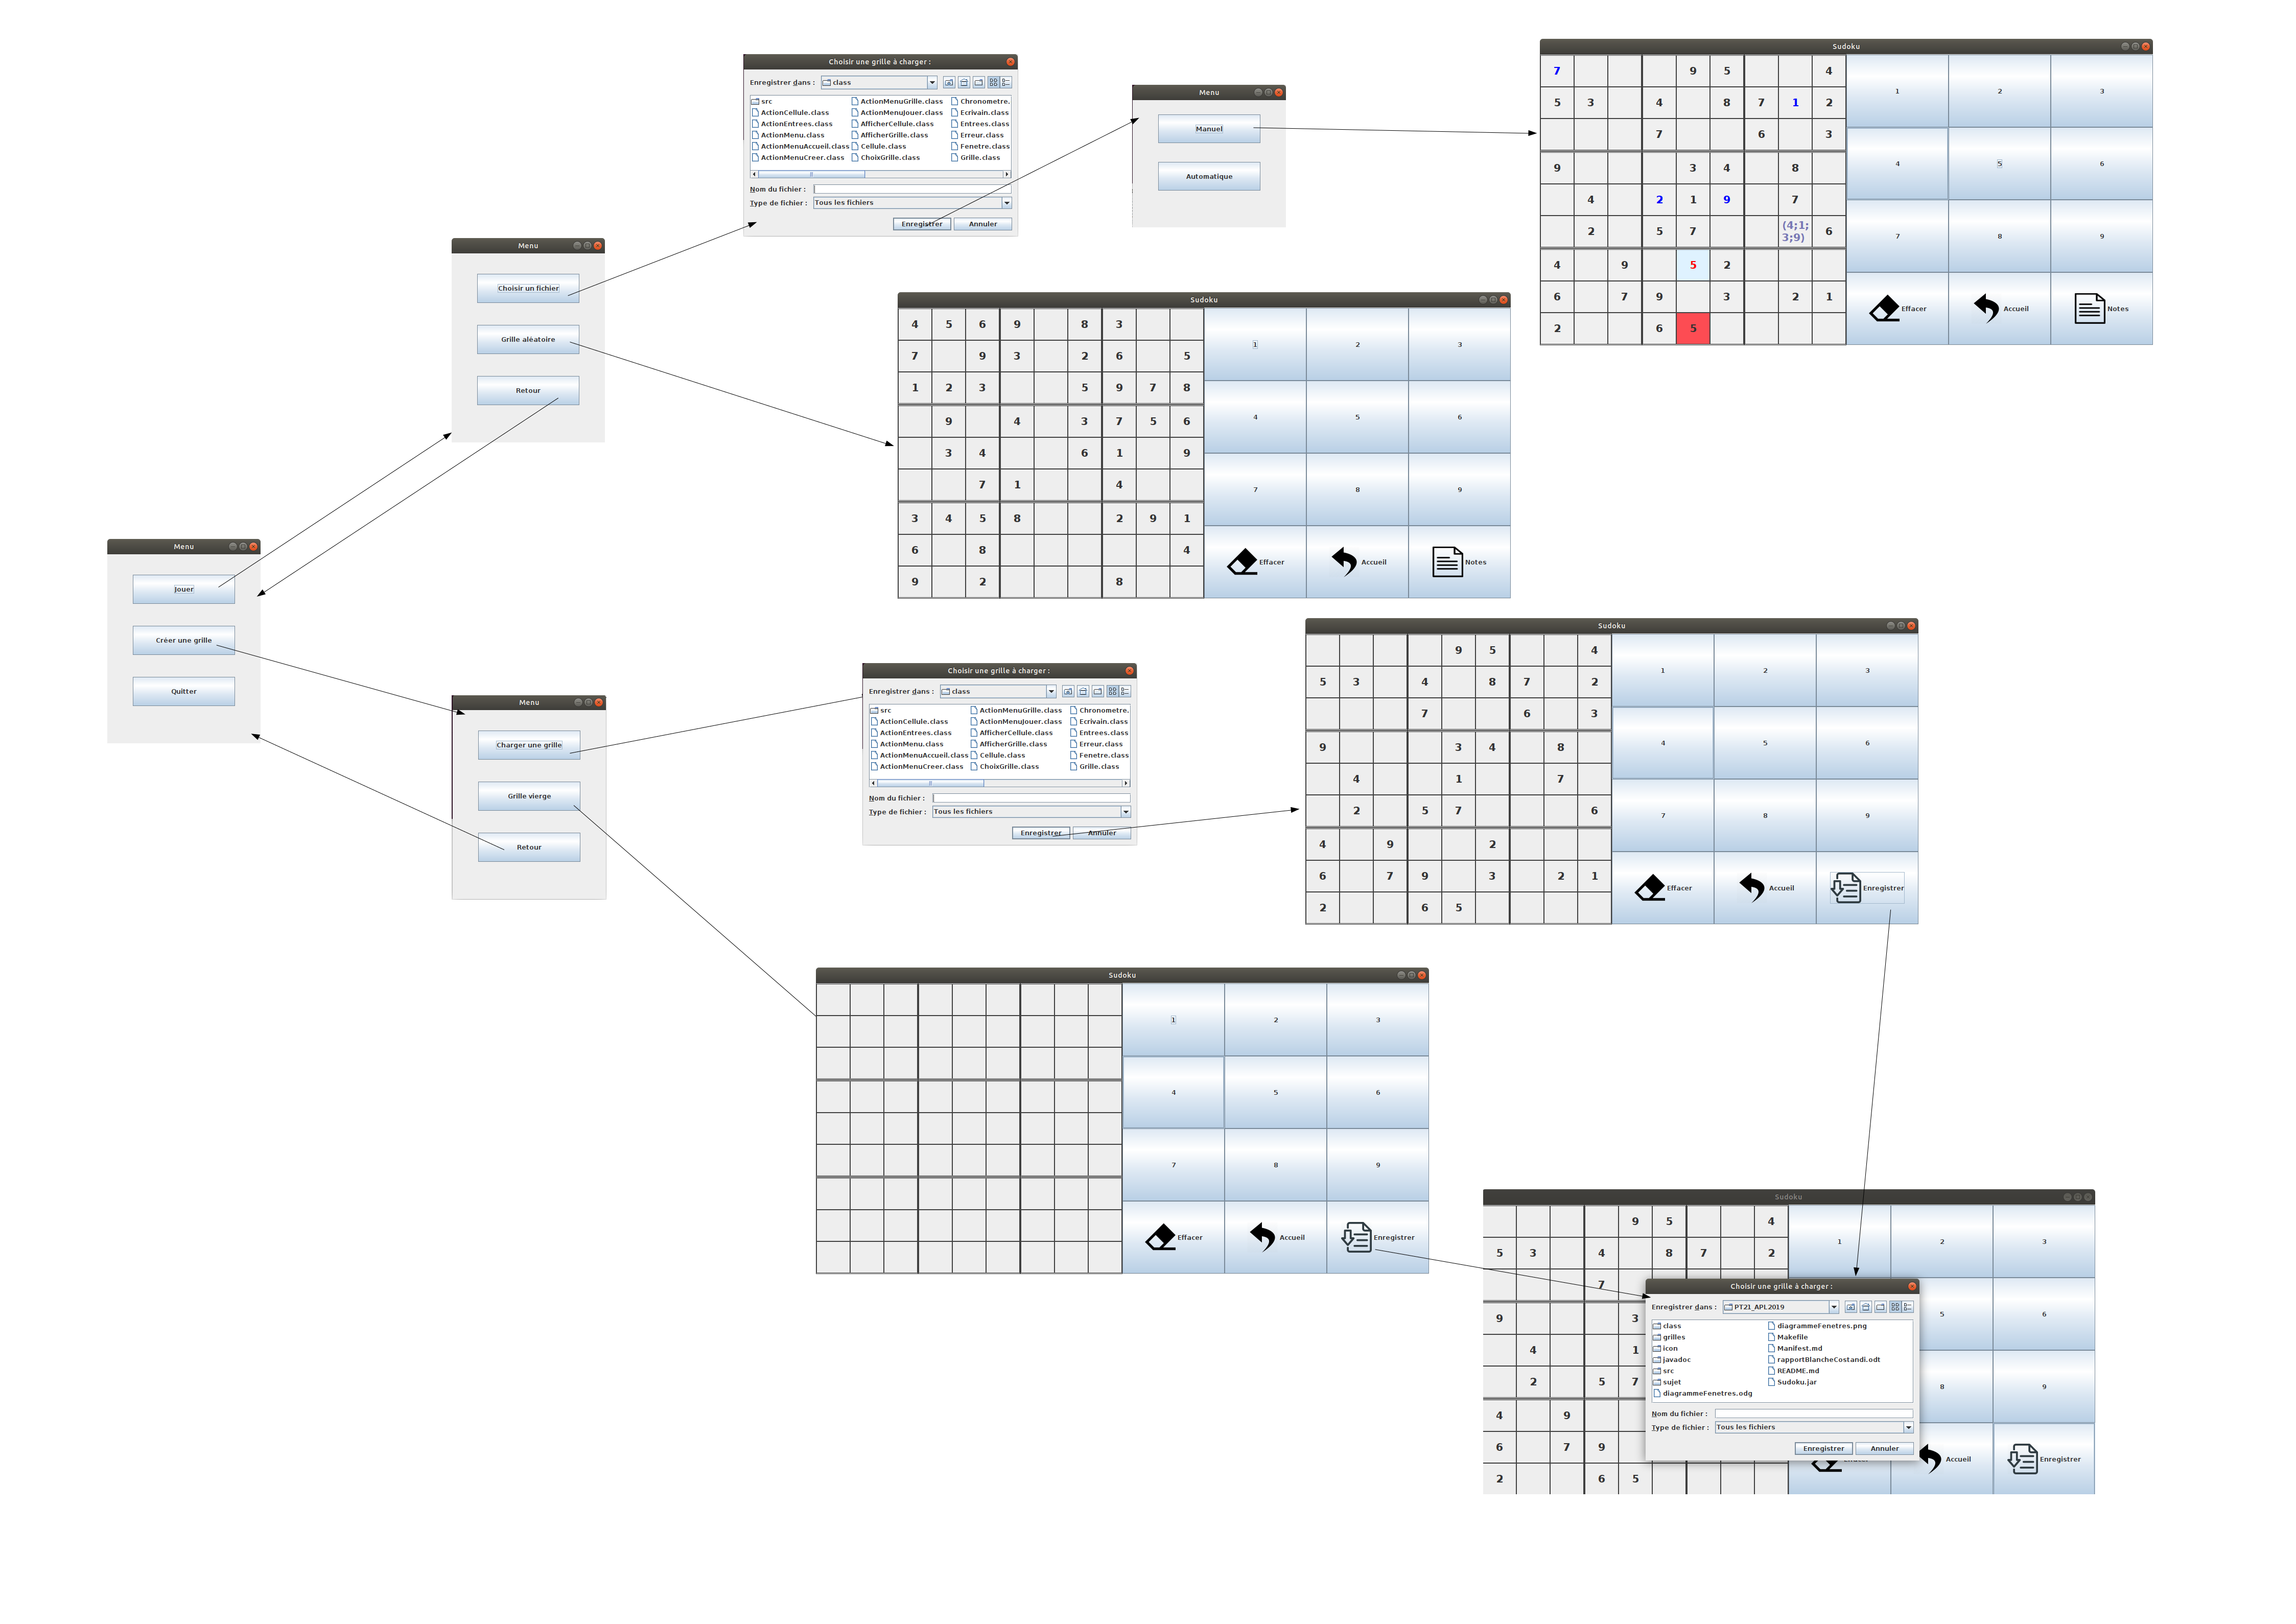 Choisir une grille à charger :
Enregistrer dans : class
src ActionMenuGrille.class Chronometre.
ActionCellule.class ActionMenuJouer.class Ecrivain.class
ActionEntrees.class AfficherCellule.class Entrees.class
ActionMenu.class AfficherGrille.class Erreur.class
ActionMenuAccueil.class Cellule.class Fenetre.class
ActionMenuCreer.class ChoixGrille.class Grille.class
Nom du fichier :
Type de fichier : Tous les fichiers
Enregistrer Annuler
Menu
Manuel
Automatique
Sudoku
7 9 5 4
5 3 4 8 7 1 2
7 6 3
9 3 4 8
4 2 1 9 7
2 5 7 (4;1; 6
3;9)
4 9 5 2
6 7 9 3 2 1
2 6 5
1 2 3
4 5 6
7 8 9
Effacer Accueil Notes
Menu
Choisir un fichier
Grille aléatoire
Retour
Sudoku
4 5 6 9 8 3
7 9 3 2 6 5
1 2 3 5 9 7 8
9 4 3 7 5 6
3 4 6 1 9
7 1 4
3 4 5 8 2 9 1
6 8 4
9 2 8
1 2 3
4 5 6
7 8 9
Effacer Accueil Notes
Menu
Jouer
Créer une grille
Quitter
Menu
Charger une grille
Grille vierge
Retour
Choisir une grille à charger :
Enregistrer dans : class
src ActionMenuGrille.class Chronometre.
ActionCellule.class ActionMenuJouer.class Ecrivain.class
ActionEntrees.class AfficherCellule.class Entrees.class
ActionMenu.class AfficherGrille.class Erreur.class
ActionMenuAccueil.class Cellule.class Fenetre.class
ActionMenuCreer.class ChoixGrille.class Grille.class
Nom du fichier :
Type de fichier : Tous les fichiers
Enregistrer Annuler
Sudoku
9 5 4
5 3 4 8 7 2
7 6 3
9 3 4 8
4 1 7
2 5 7 6
4 9 2
6 7 9 3 2 1
2 6 5
1 2 3
4 5 6
7 8 9
Effacer Accueil Enregistrer
Sudoku
1 2 3
4 5 6
7 8 9
Effacer Accueil Enregistrer
Sudoku
9 5 4
5 3 4 8 7 2
7
9 3
4 1
2 5 7
4 9
6 7 9
2 6 5
1 2 3
5 6
8 9
Accueil Enregistrer
Choisir une grille à charger :
Enregistrer dans : PT21_APL2019
class diagrammeFenetres.png
grilles Makefile
icon Manifest.md
javadoc rapportBlancheCostandi.odt
src README.md
sujet Sudoku.jar
diagrammeFenetres.odg
Nom du fichier :
Type de fichier : Tous les fichiers
Enregistrer Annuler